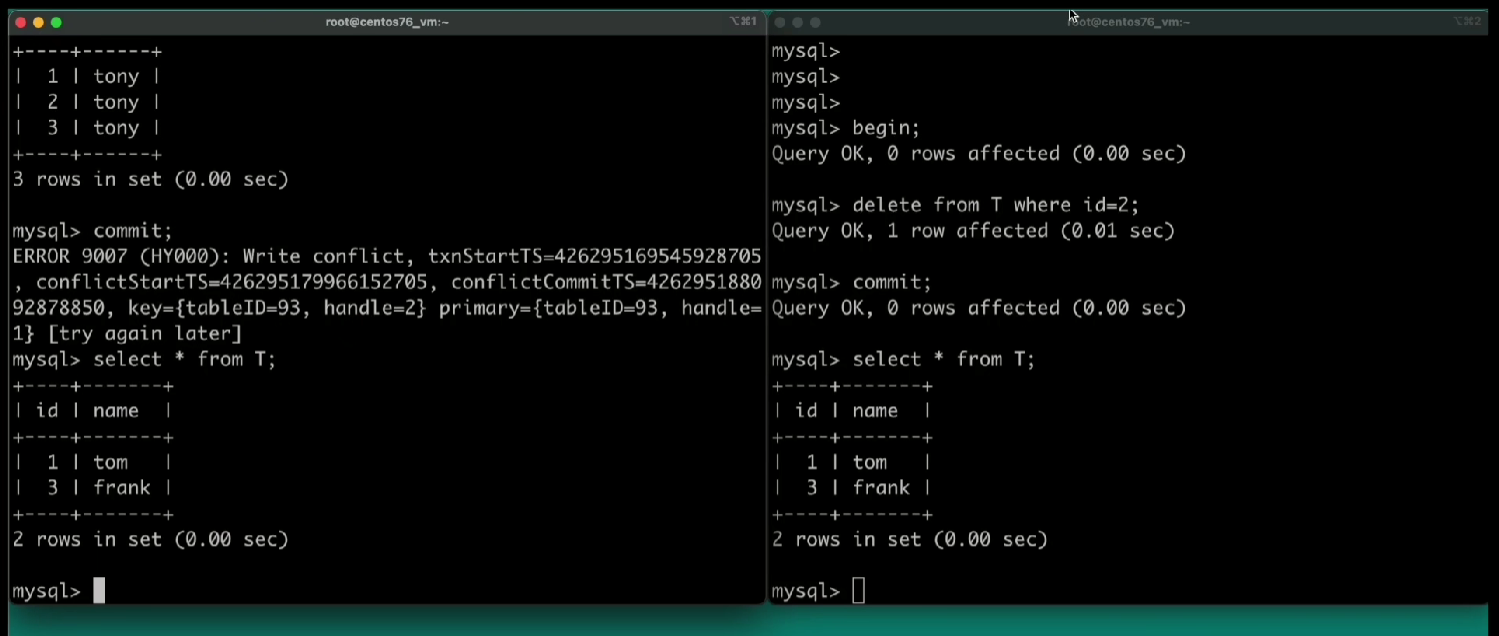 root@centos76_vm:~
⌥⌘1
+----+------+
| 1 | tony |
| 2 | tony |
| 3 | tony |
+----+------+
3 rows in set (0.00 sec)
mysql> commit;
ERROR 9007 (HY000): Write conflict, txnStartTS=426295169545928705
, conflictStartTS=426295179966152705, conflictCommitTS=4262951880
92878850, key={tableID=93, handle=2} primary={tableID=93, handle=
1} [try again later]
mysql> select * from T;
+----+-------+
| id | name |
+----+-------+
| 1 | tom |
| 3 | frank |
+----+-------+
2 rows in set (0.00 sec)
mysql>
root@centos76_vm:~
⌥⌘2
mysql>
mysql>
mysql>
mysql> begin;
Query OK, 0 rows affected (0.00 sec)
mysql> delete from T where id=2;
Query OK, 1 row affected (0.01 sec)
mysql> commit;
Query OK, 0 rows affected (0.00 sec)
mysql> select * from T;
+----+-------+
| id | name |
+----+-------+
| 1 | tom |
| 3 | frank |
+----+-------+
2 rows in set (0.00 sec)
mysql>